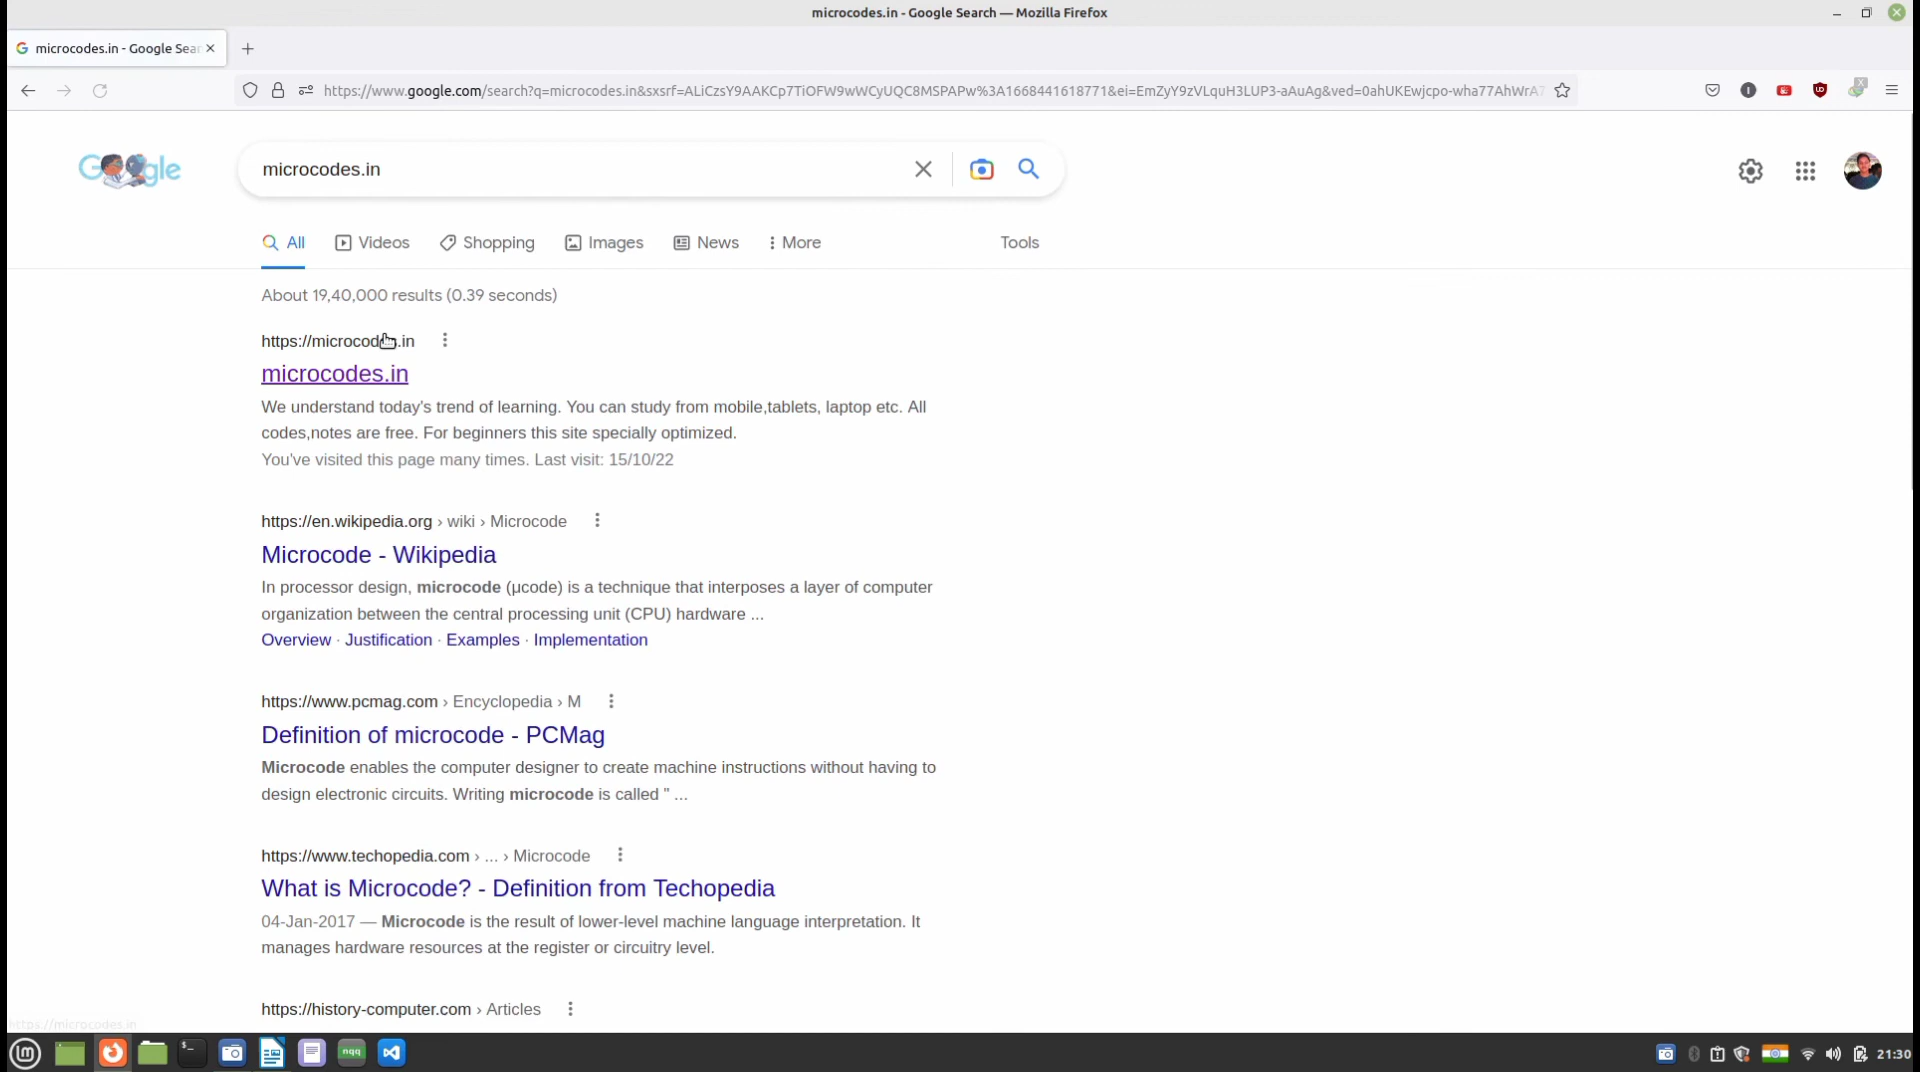 microcodes.in - Google Search — Mozilla Firefox
microcodes.in - Google Sear
https://www.google.com/search?q=microcodes.in&sxsrf=ALiCzsY9AAKCp7TiOFW9wWCyUQC8MSPAPw%3A1668441618771&ei=EmZyY9zVLquH3LUP3-aAuAg&ved=0ahUKEwjcpo-wha77AhWrA7
Google
microcodes.in
All Videos Shopping Images News More Tools
About 19,40,000 results (0.39 seconds)
https://microcodes.in
microcodes.in
We understand today's trend of learning. You can study from mobile,tablets, laptop etc. All
codes,notes are free. For beginners this site specially optimized.
You've visited this page many times. Last visit: 15/10/22
https://en.wikipedia.org › wiki › Microcode
Microcode - Wikipedia
In processor design, microcode (μcode) is a technique that interposes a layer of computer
organization between the central processing unit (CPU) hardware ...
Overview · Justification · Examples · Implementation
https://www.pcmag.com › Encyclopedia › M
Definition of microcode - PCMag
Microcode enables the computer designer to create machine instructions without having to
design electronic circuits. Writing microcode is called " ...
https://www.techopedia.com › ... › Microcode
What is Microcode? - Definition from Techopedia
04-Jan-2017 — Microcode is the result of lower-level machine language interpretation. It
manages hardware resources at the register or circuitry level.
https://history-computer.com › Articles
https://microcodes.in
nqq
21:30